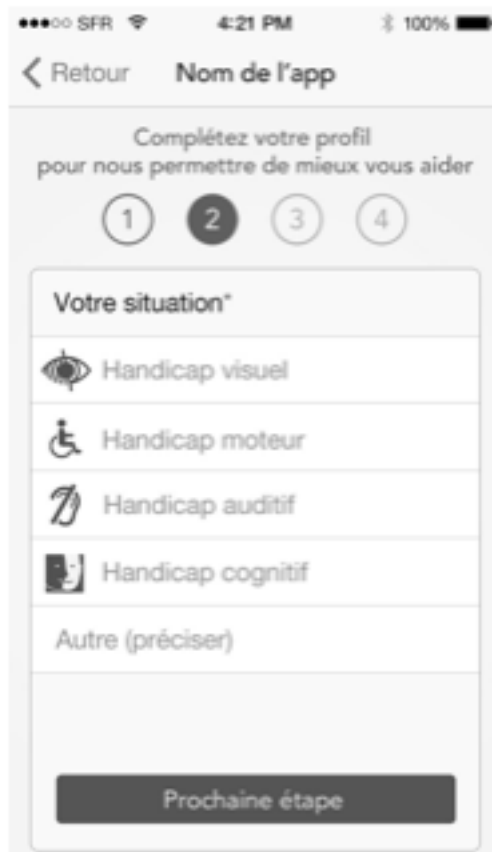 SFR 4:21 PM 100%
Retour Nom de l'app
Complétez votre profil
pour nous permettre de mieux vous aider
1 2 3 4
Votre situation*
Handicap visuel
Handicap moteur
Handicap auditif
Handicap cognitif
Autre (préciser)
Prochaine étape